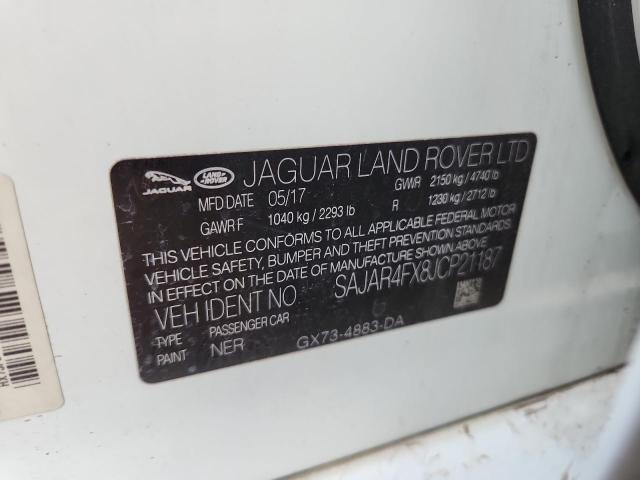 JAGUAR LAND-ROVER JAGUAR LAND ROVER LTD
MFD DATE 05/17 GVWR 2150 kg / 4740 lb
GAWR F 1040 kg / 2293 lb R 1230 kg / 2712 lb
THIS VEHICLE CONFORMS TO ALL APPLICABLE FEDERAL MOTOR
VEHICLE SAFETY, BUMPER AND THEFT PREVENTION STANDARDS
IN EFFECT ON THE DATE OF MANUFACTURE SHOWN ABOVE
VEH IDENT NO. SAJAR4FX8JCP21187
TYPE PASSENGER CAR
PAINT NER GX73-4883-DA